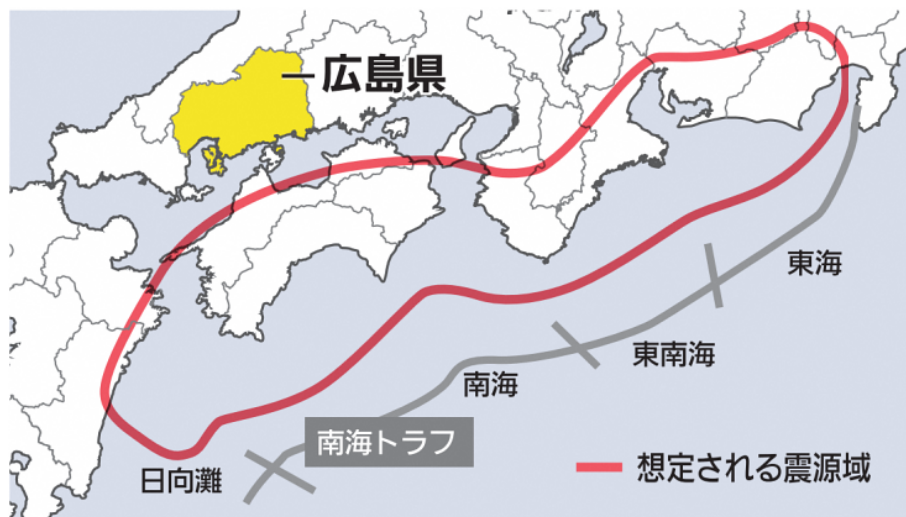 広島県
東海
東南海
南海
南海トラフ
日向灘
想定される震源域